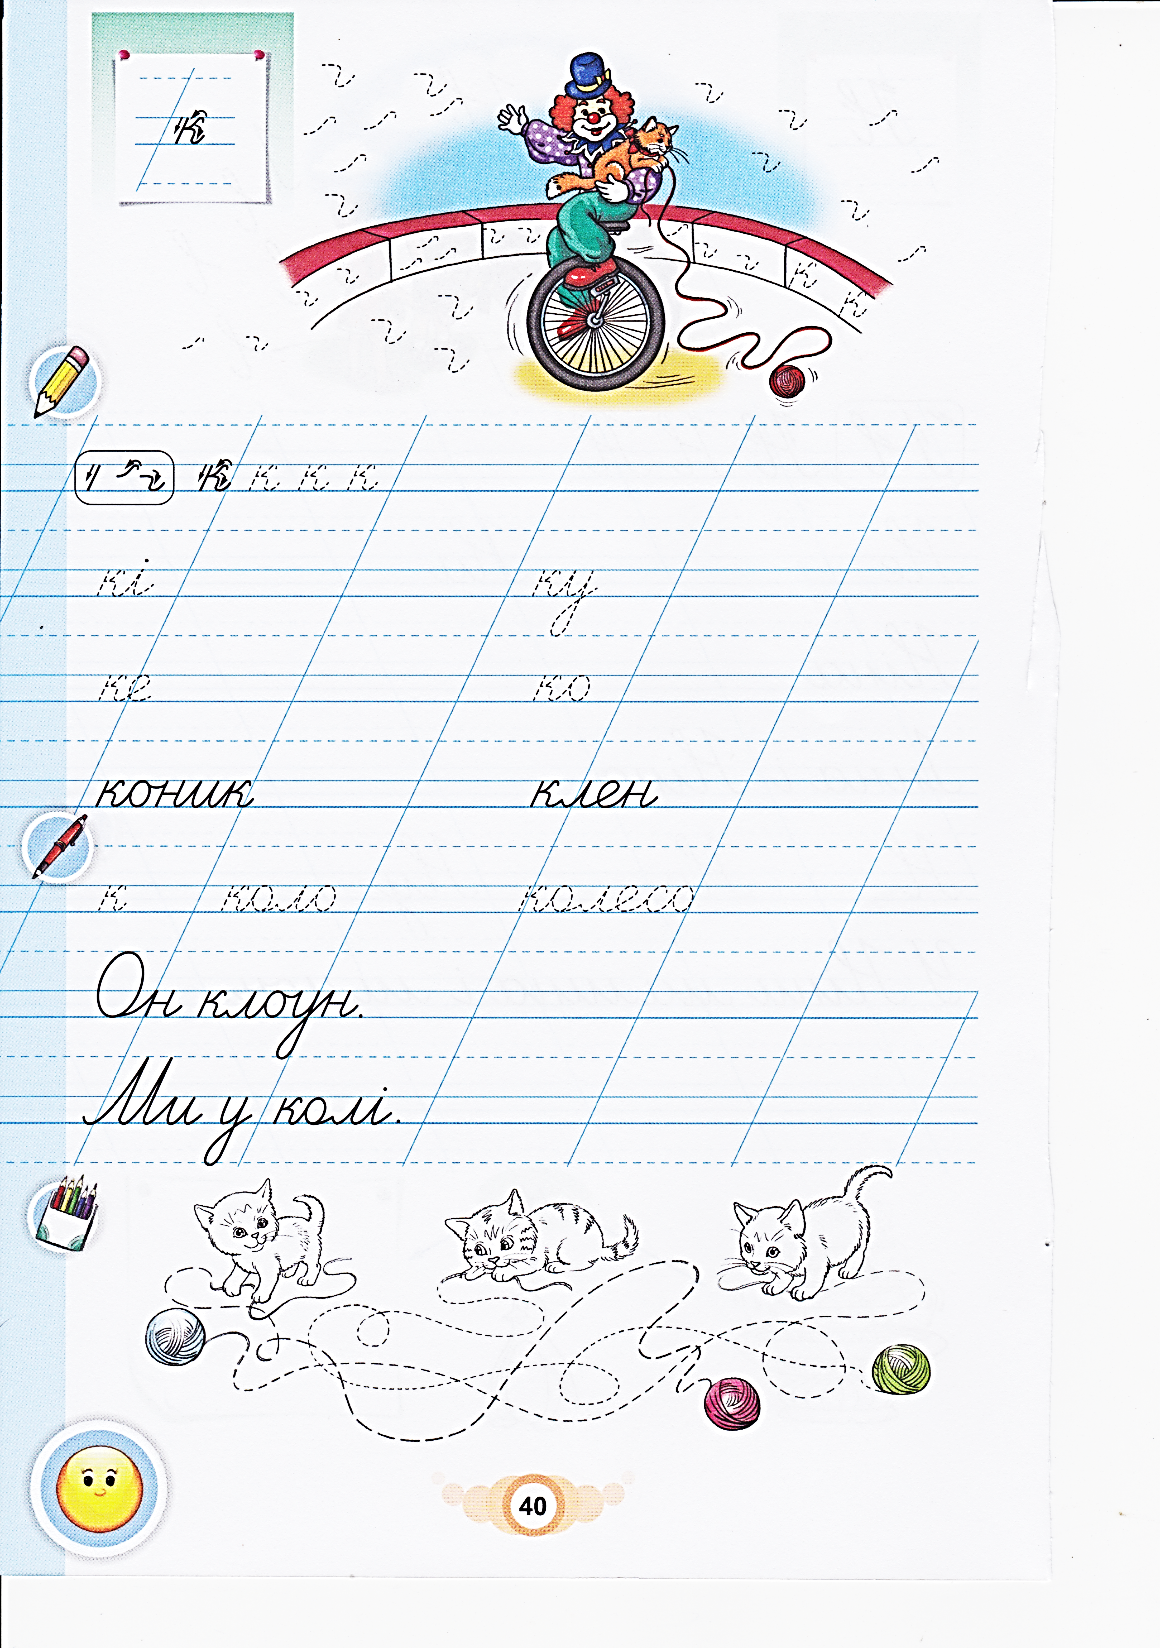 к
к к
к к к к
кі ку
ке ко
коник клен
к коло колесо
Он клоун.
Ми у колі.
40